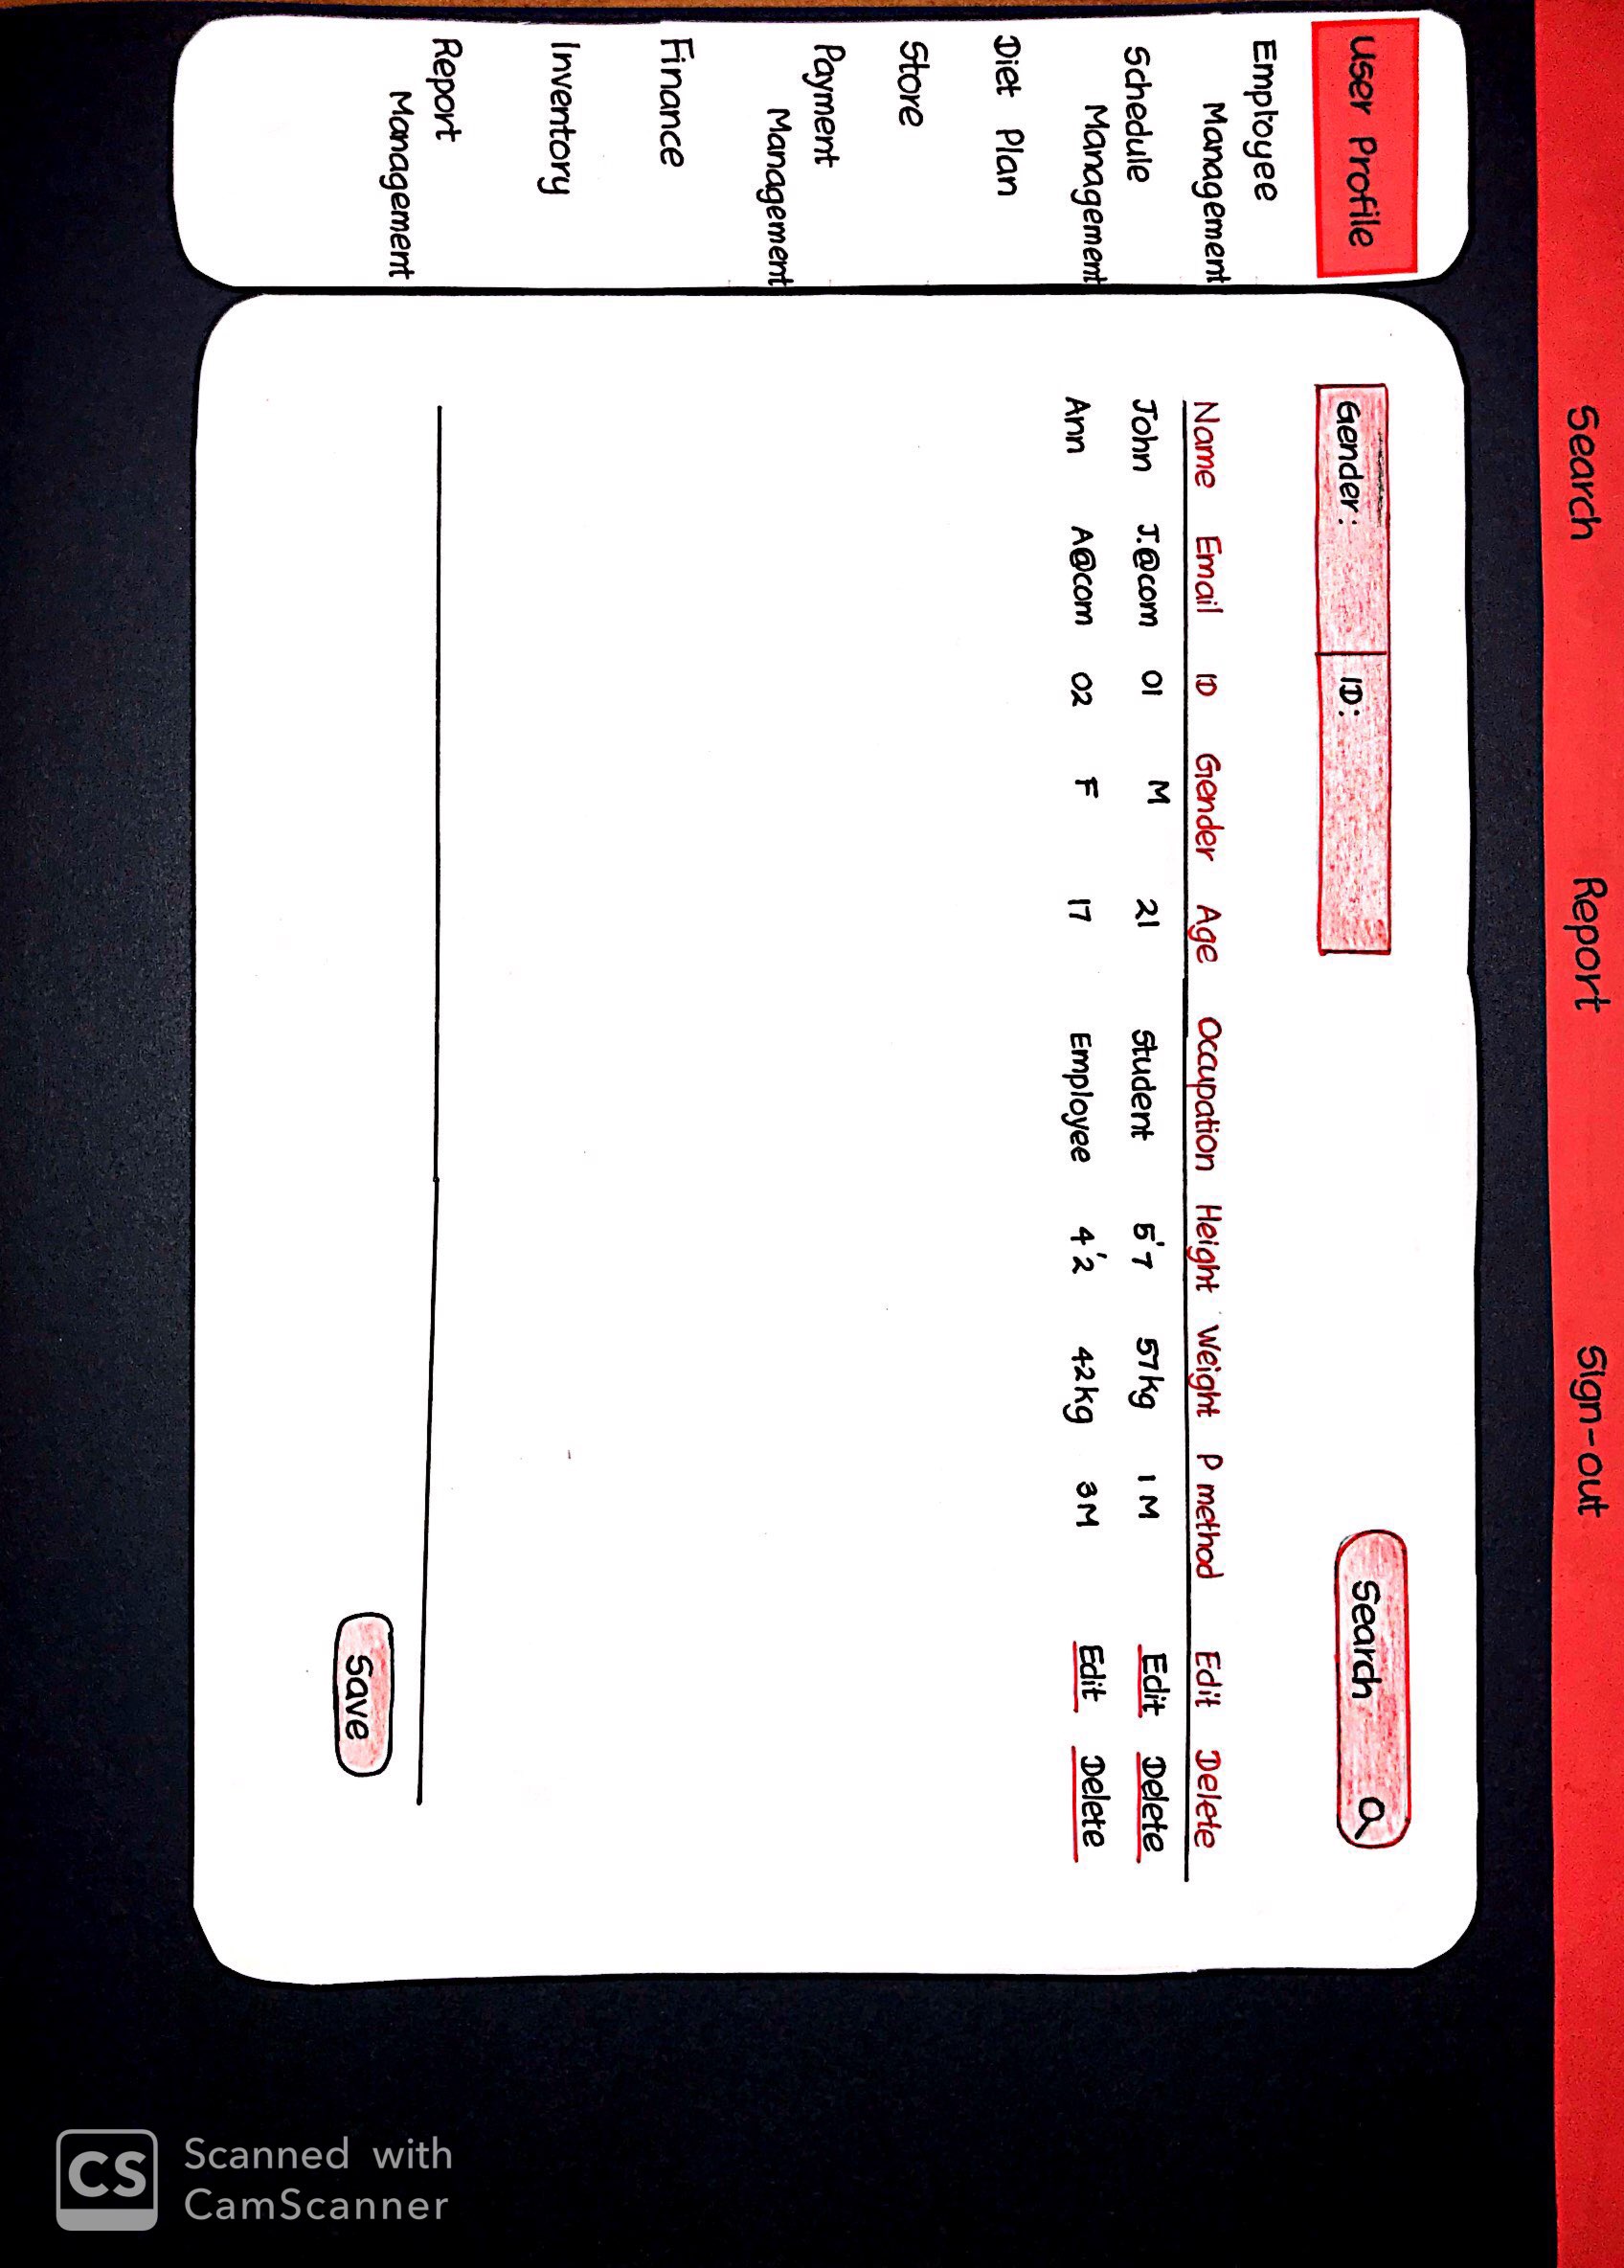 Search Report Sign-out
User Profile
Employee
Management
Schedule
Management
Diet Plan
Store
Payment
Management
Finance
Inventory
Report
Management
Gender: ID:
Search
Name Email ID Gender Age Occupation Height Weight P method Edit Delete
John J.@com 01 M 21 Student 5'7 57kg 1M Edit Delete
Ann A@com 02 F 17 Employee 4'2 42kg 3M Edit Delete
Save
CS Scanned with
CamScanner